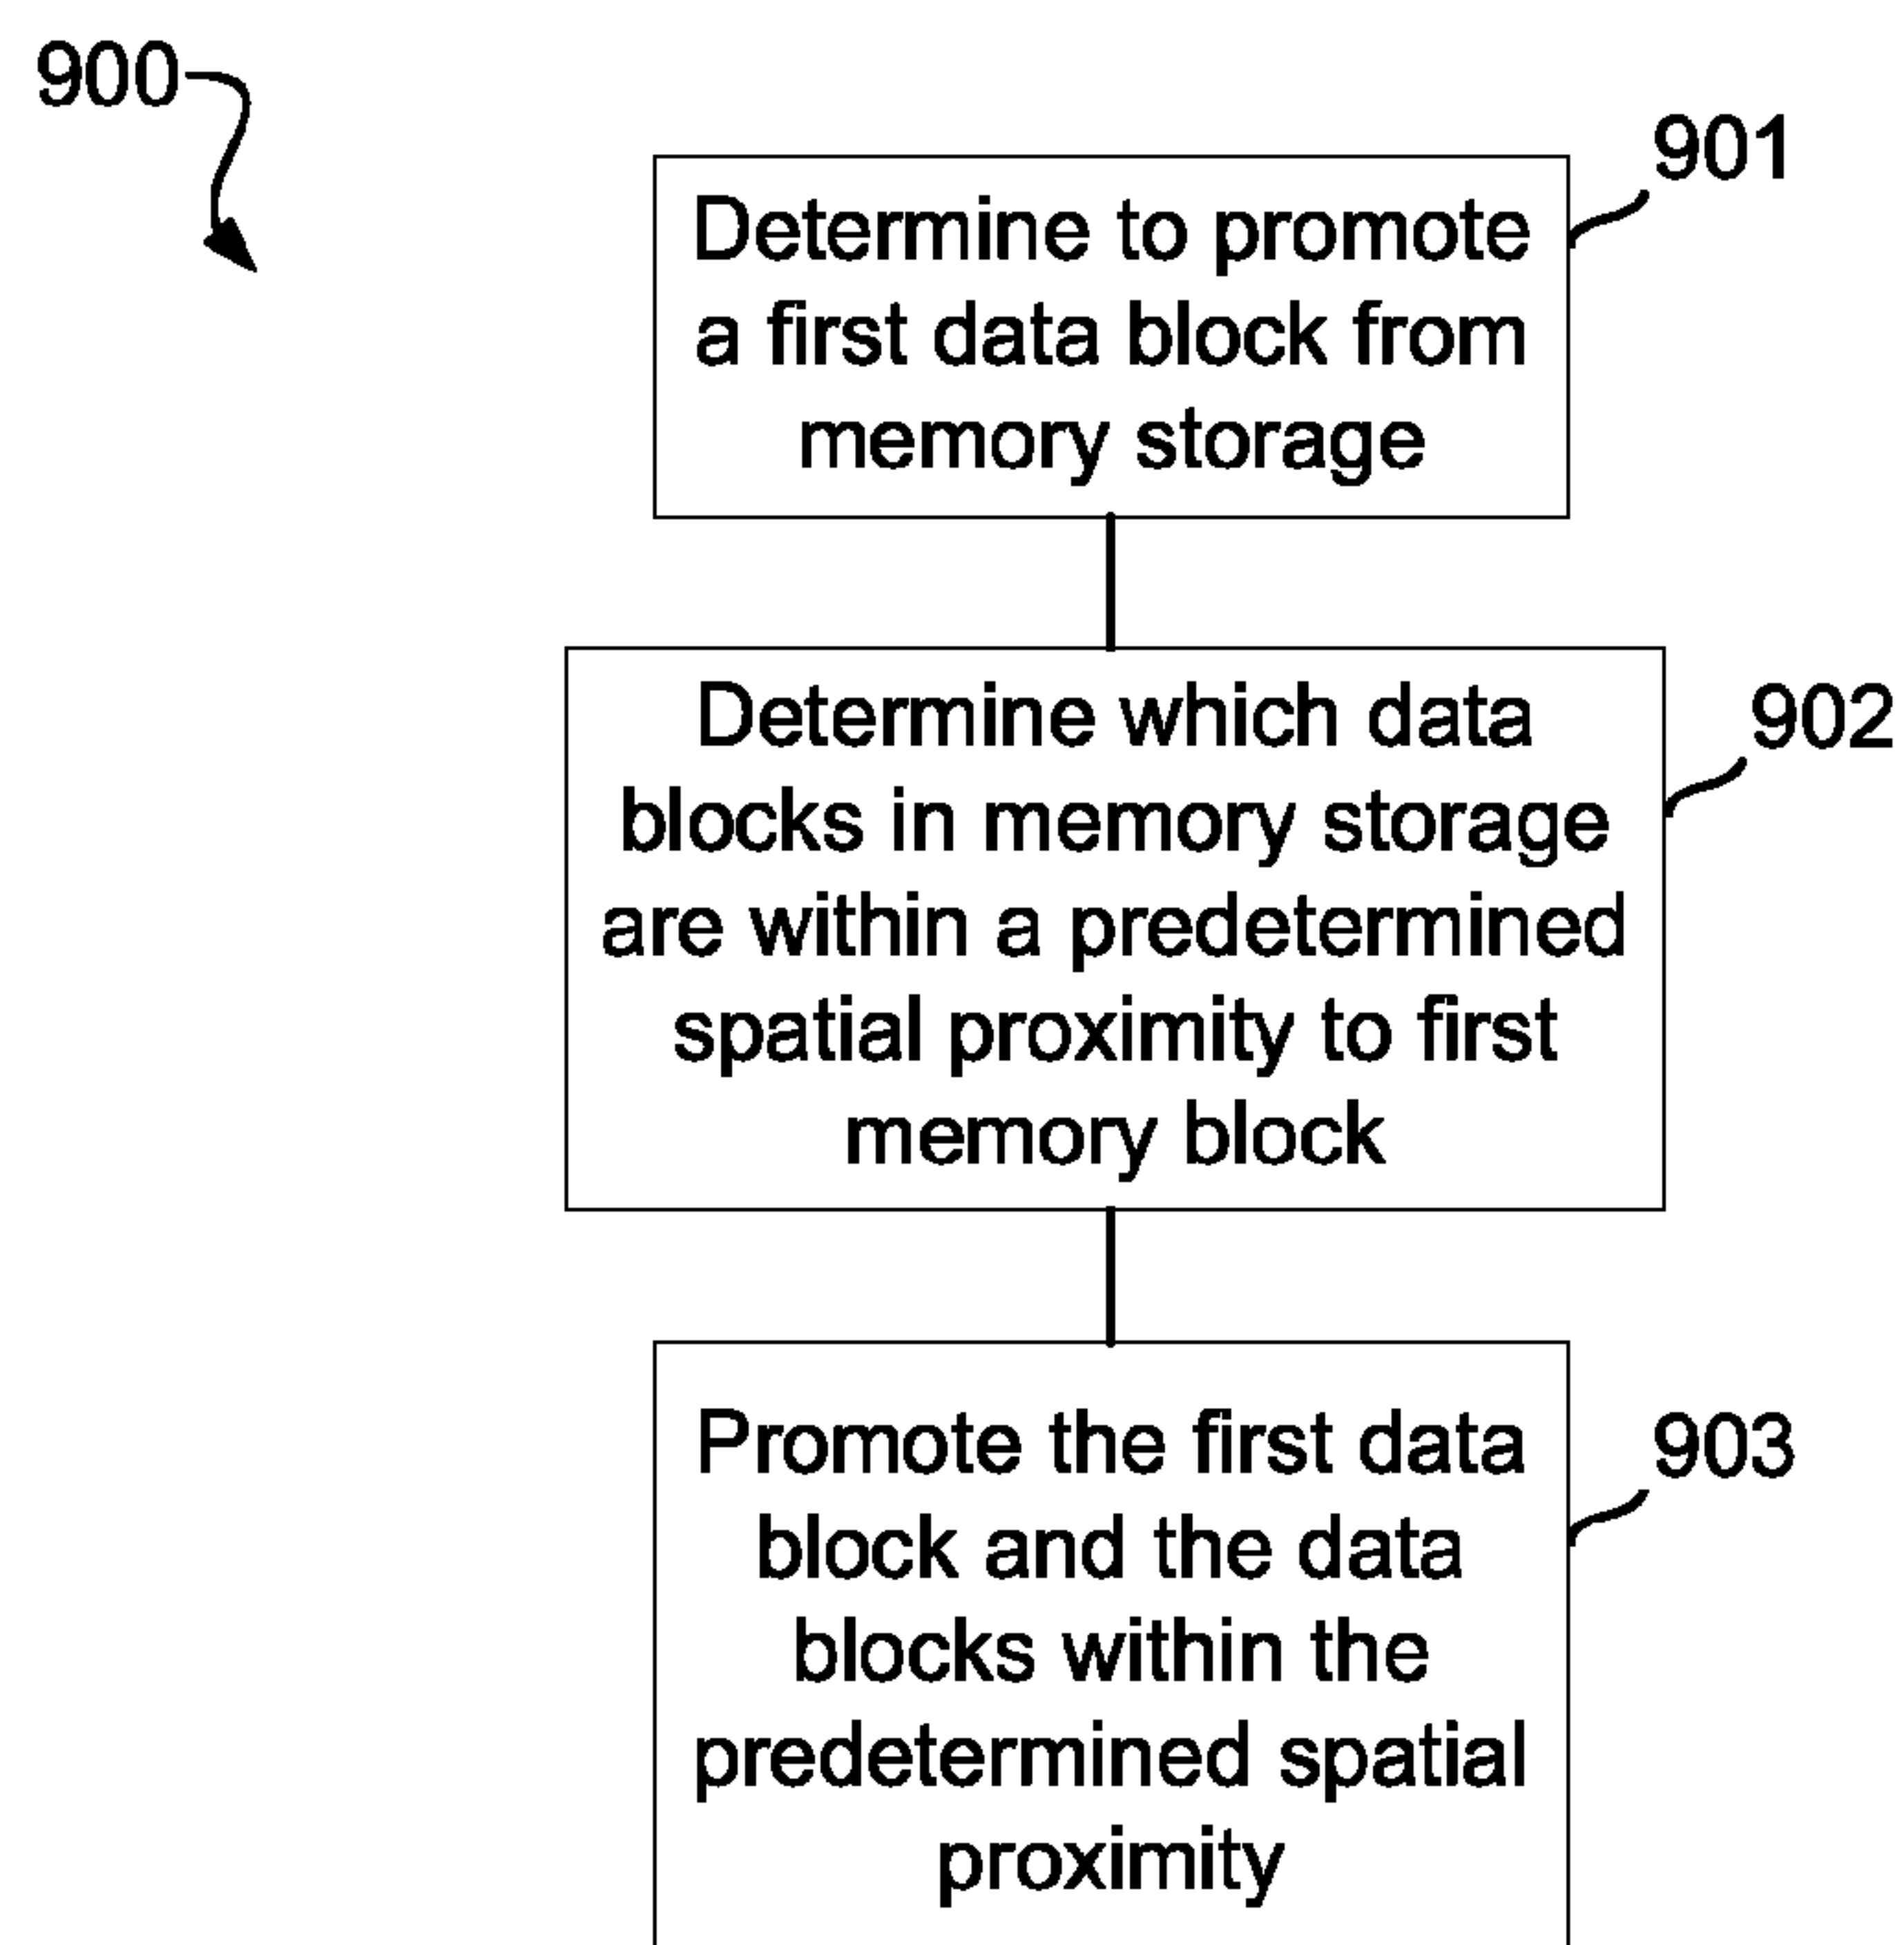 900
901
Determine to promote
a first data block from
memory storage
902
Determine which data
blocks in memory storage
are within a predetermined
spatial proximity to first
memory block
903
Promote the first data
block and the data
blocks within the
predetermined spatial
proximity